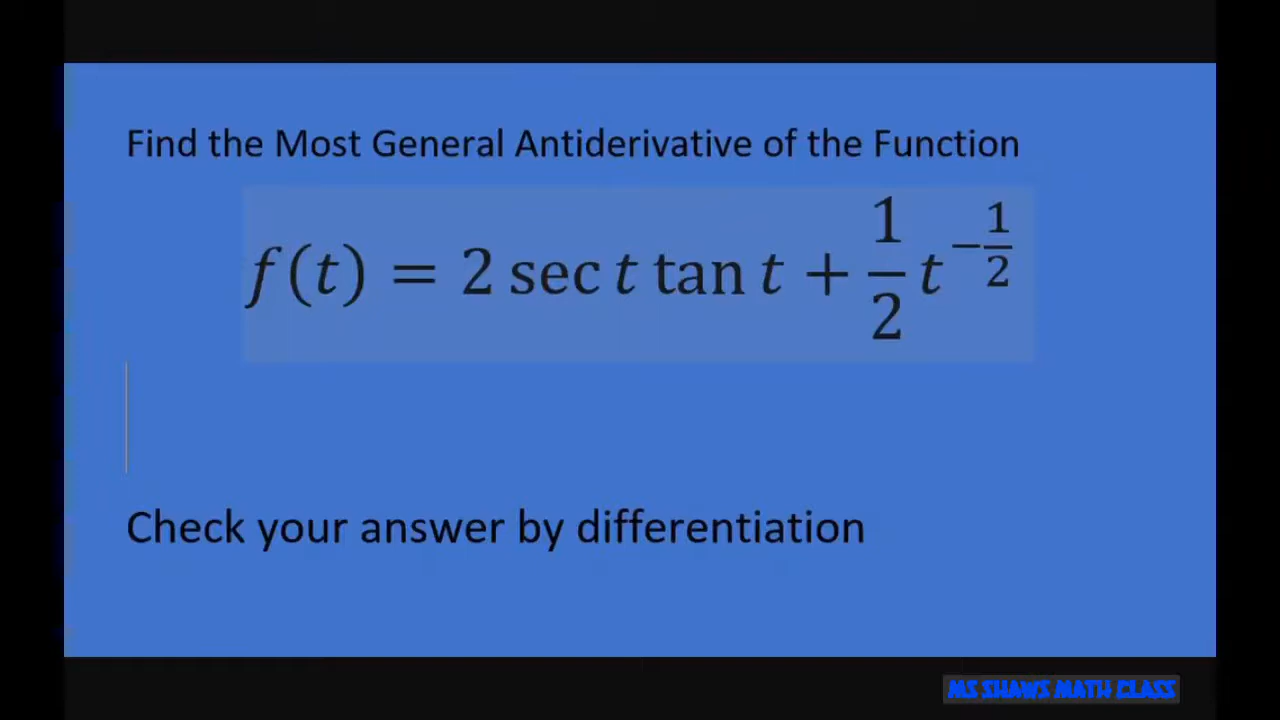 Find the Most General Antiderivative of the Function
f(t) = 2 sec t tan t + 1/2 t^(-1/2)
Check your answer by differentiation
MS SHAWS MATH CLASS